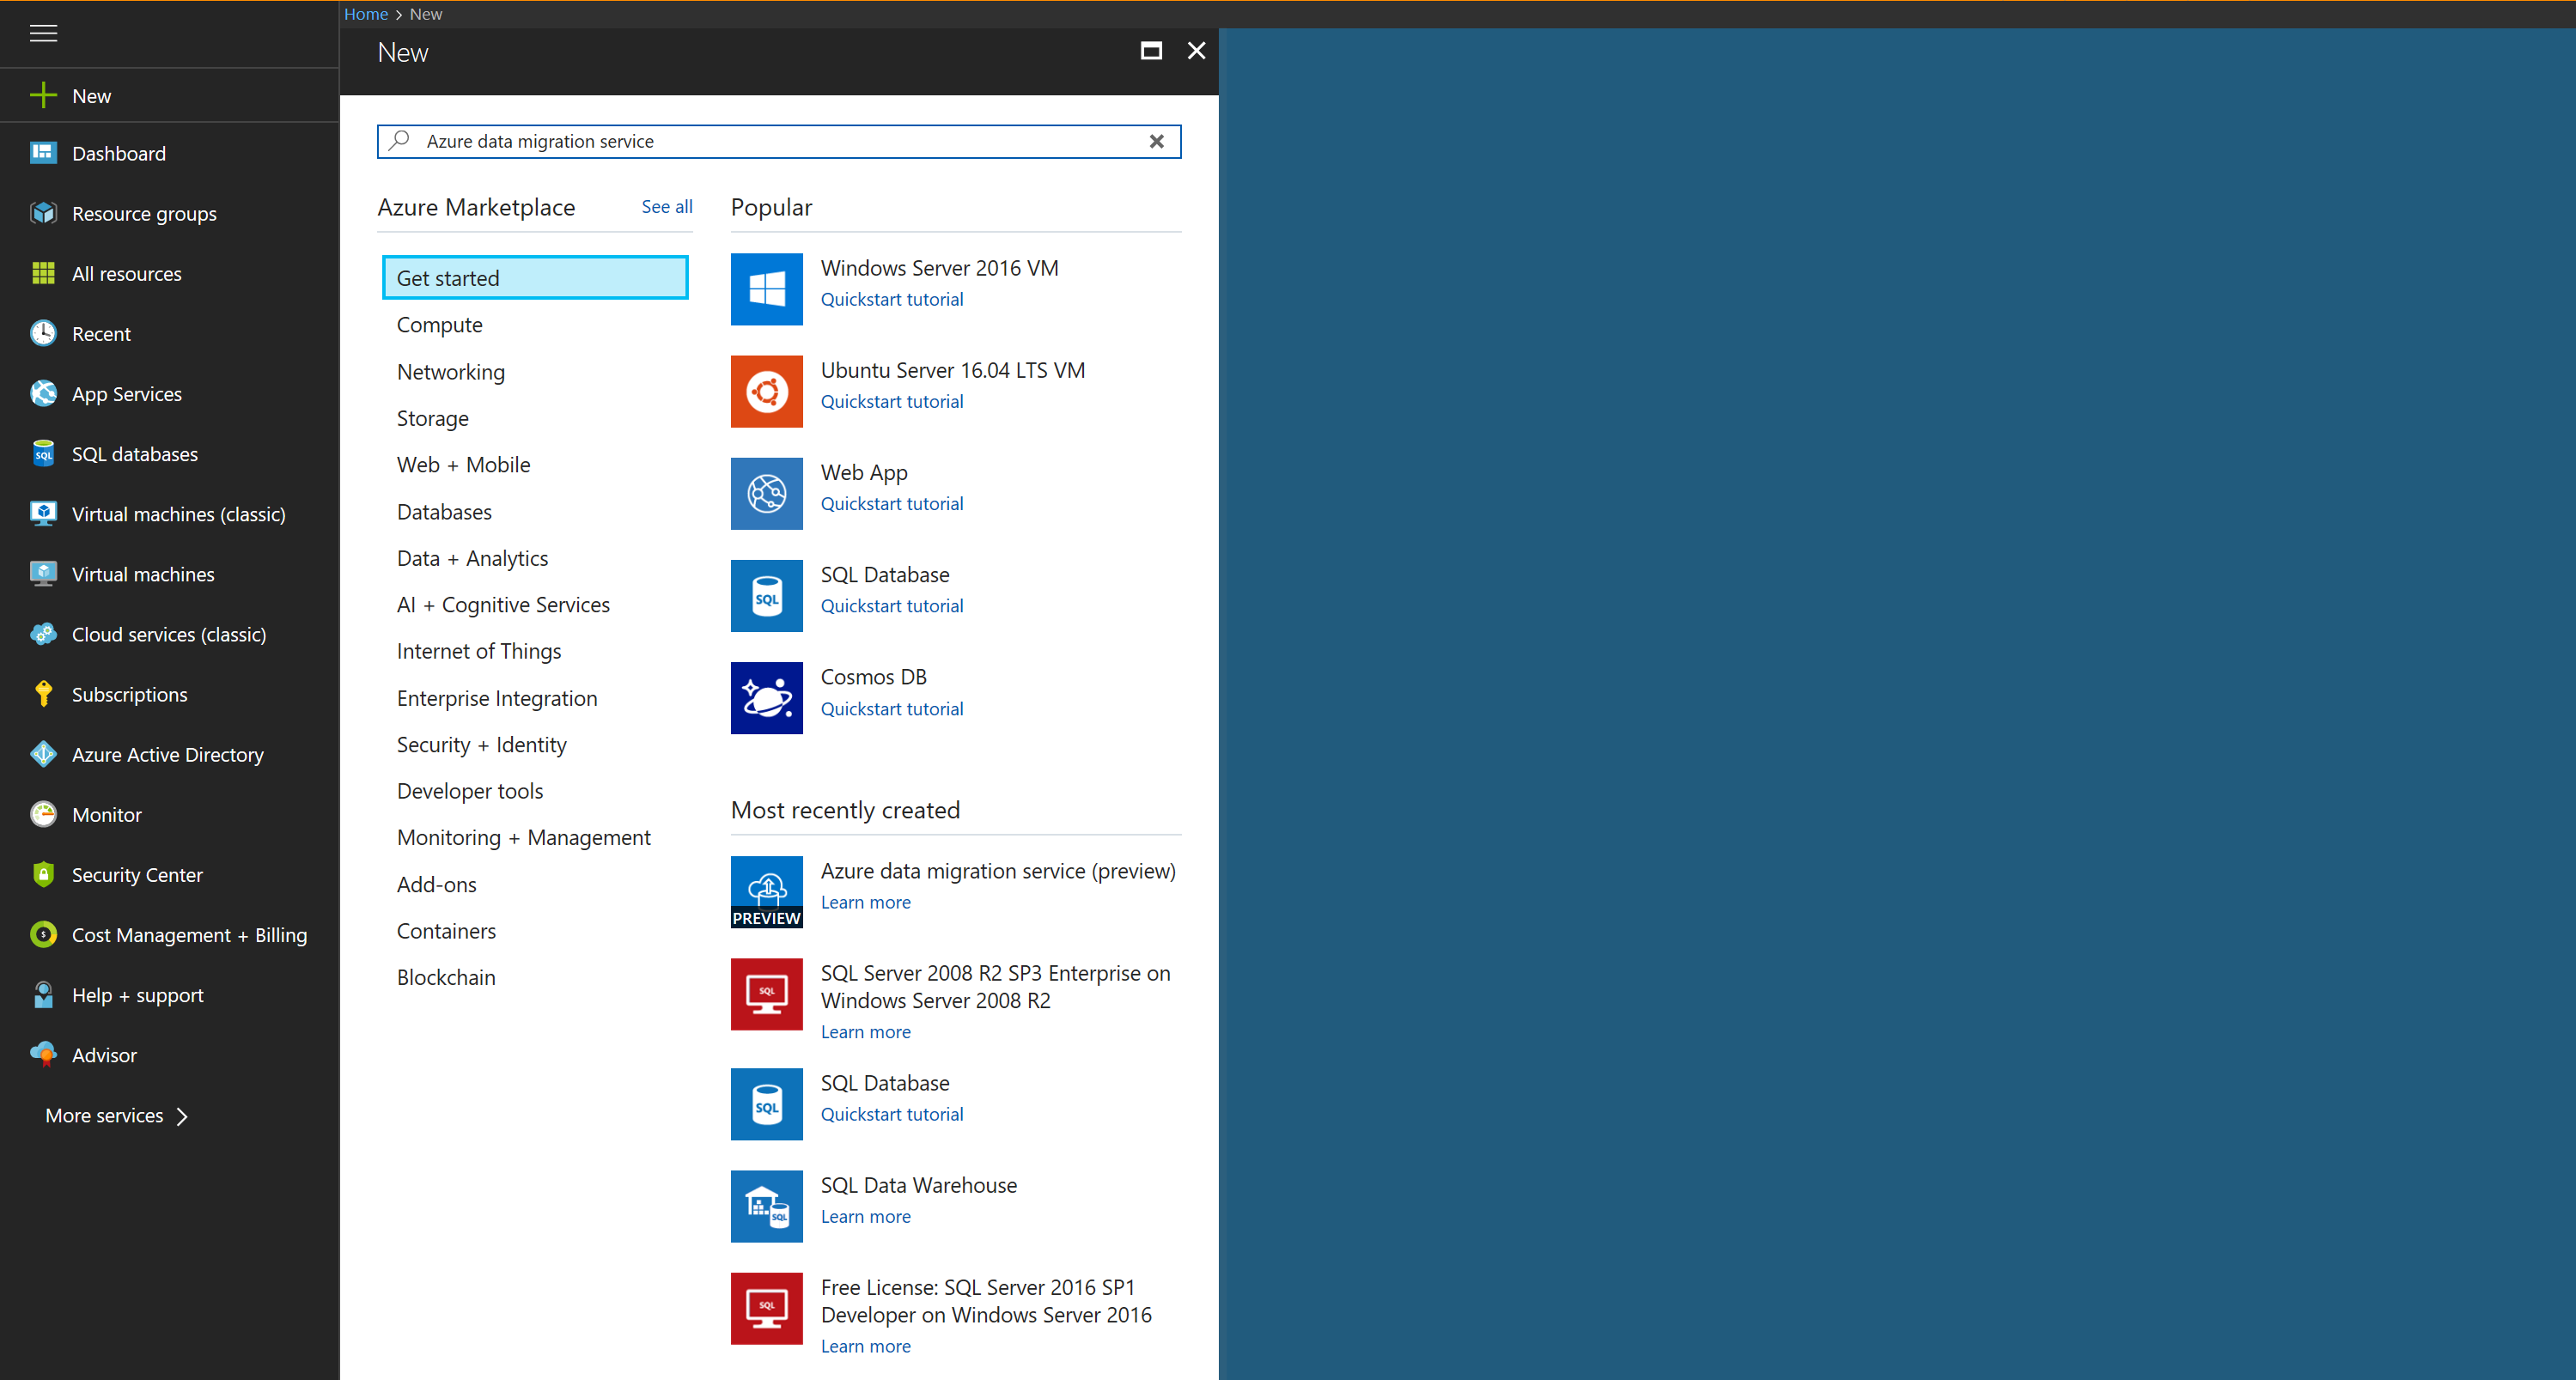 Home > New
New
New
Dashboard
Resource groups
All resources
Recent
App Services
SQL
SQL databases
Virtual machines (classic)
Virtual machines
Cloud services (classic)
Subscriptions
Azure Active Directory
Monitor
Security Center
$
Cost Management + Billing
Help + support
Advisor
More services
Azure data migration service
Azure Marketplace
See all
Get started
Compute
Networking
Storage
Web + Mobile
Databases
Data + Analytics
AI + Cognitive Services
Internet of Things
Enterprise Integration
Security + Identity
Developer tools
Monitoring + Management
Add-ons
Containers
Blockchain
Popular
Windows Server 2016 VM
Quickstart tutorial
Ubuntu Server 16.04 LTS VM
Quickstart tutorial
Web App
Quickstart tutorial
SQL
SQL Database
Quickstart tutorial
Cosmos DB
Quickstart tutorial
Most recently created
PREVIEW
Azure data migration service (preview)
Learn more
SQL
SQL Server 2008 R2 SP3 Enterprise on
Windows Server 2008 R2
Learn more
SQL
SQL Database
Quickstart tutorial
SQL
SQL Data Warehouse
Learn more
SQL
Free License: SQL Server 2016 SP1
Developer on Windows Server 2016
Learn more